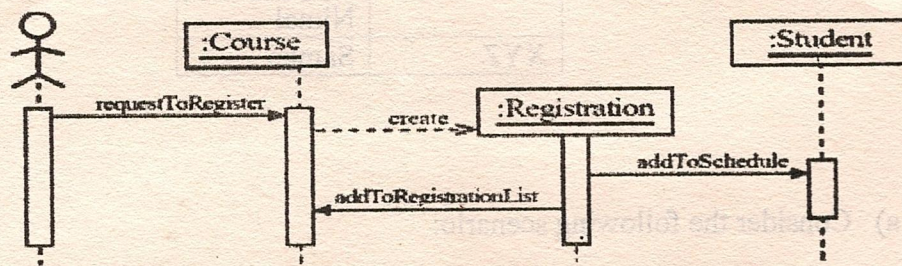 :Course
:Student
requestToRegister
create
:Registration
addToSchedule
addToRegistrationList